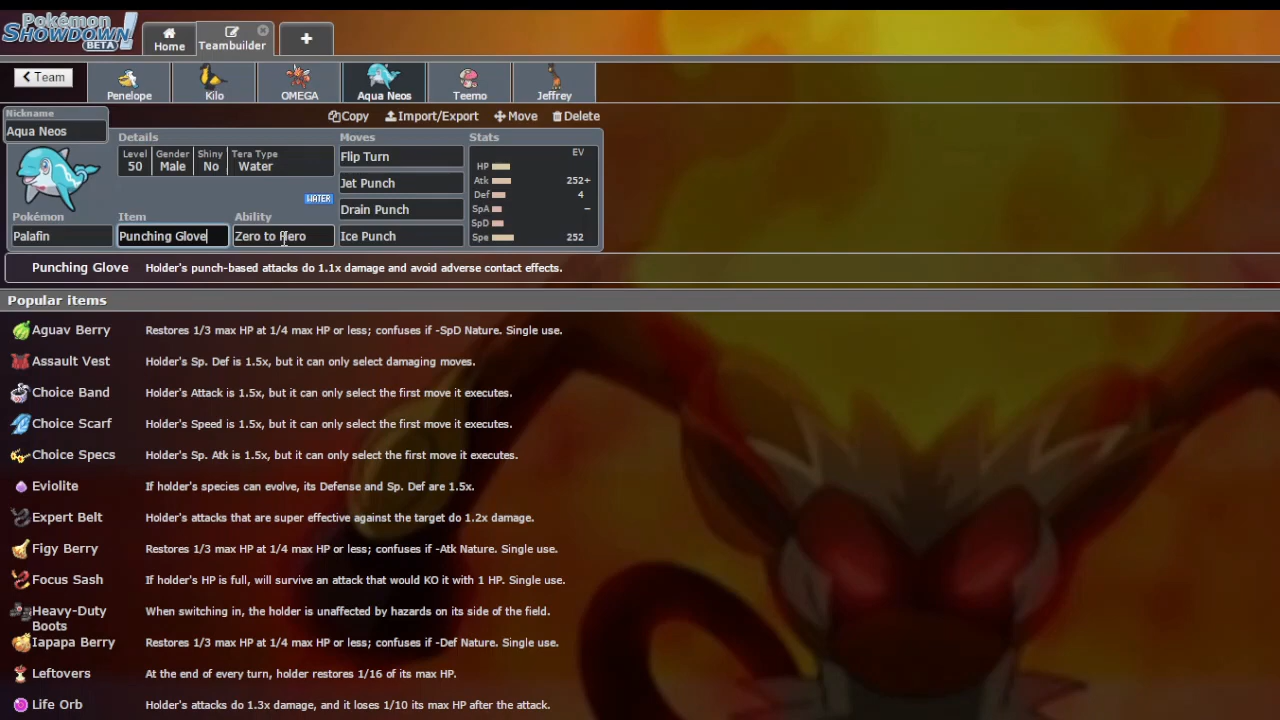 Pokémon
SHOWDOWN!
BETA
Home
Teambuilder
+
< Team
Penelope
Kilo
OMEGA
Aqua Neos
Teemo
Jeffrey
Nickname
Aqua Neos
Copy Import/Export Move Delete
Details
Moves
Stats
Level
50
Gender
Male
Shiny
No
Tera Type
Water
WATER
Pokémon
Palafin
Item
Punching Glove
Ability
Zero to Hero
Flip Turn
Jet Punch
Drain Punch
Ice Punch
EV
HP
Atk 252+
Def 4
SpA –
SpD
Spe 252
Punching Glove Holder's punch-based attacks do 1.1x damage and avoid adverse contact effects.
Popular items
Aguav Berry Restores 1/3 max HP at 1/4 max HP or less; confuses if -SpD Nature. Single use.
Assault Vest Holder's Sp. Def is 1.5x, but it can only select damaging moves.
Choice Band Holder's Attack is 1.5x, but it can only select the first move it executes.
Choice Scarf Holder's Speed is 1.5x, but it can only select the first move it executes.
Choice Specs Holder's Sp. Atk is 1.5x, but it can only select the first move it executes.
Eviolite If holder's species can evolve, its Defense and Sp. Def are 1.5x.
Expert Belt Holder's attacks that are super effective against the target do 1.2x damage.
Figy Berry Restores 1/3 max HP at 1/4 max HP or less; confuses if -Atk Nature. Single use.
Focus Sash If holder's HP is full, will survive an attack that would KO it with 1 HP. Single use.
Heavy-Duty Boots When switching in, the holder is unaffected by hazards on its side of the field.
Iapapa Berry Restores 1/3 max HP at 1/4 max HP or less; confuses if -Def Nature. Single use.
Leftovers At the end of every turn, holder restores 1/16 of its max HP.
Life Orb Holder's attacks do 1.3x damage, and it loses 1/10 its max HP after the attack.